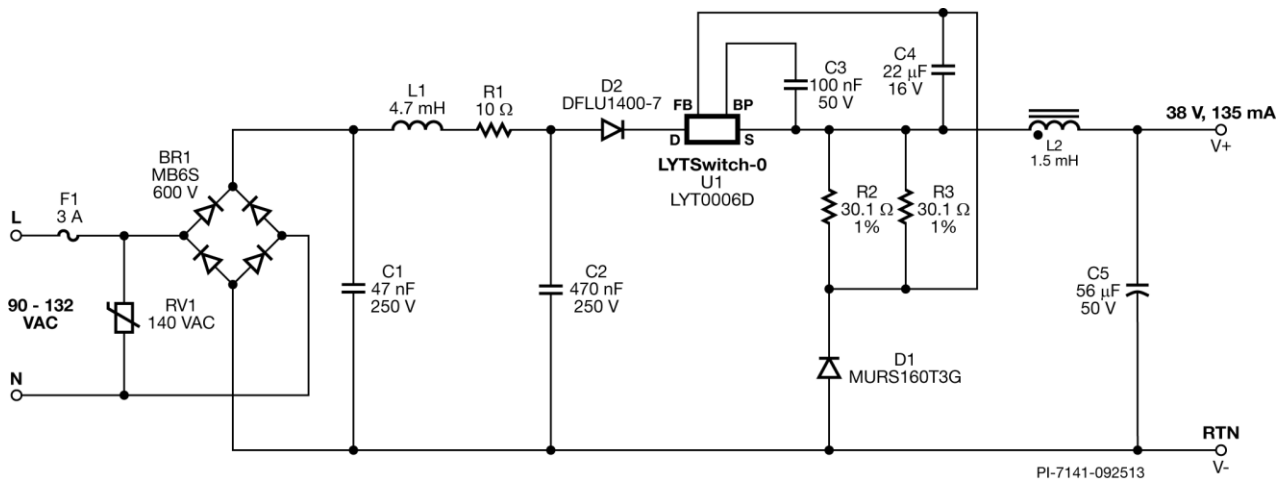 L
F1
3 A
90 - 132
VAC
N
RV1
140 VAC
BR1
MB6S
600 V
C1
47 nF
250 V
L1
4.7 mH
R1
10 Ω
C2
470 nF
250 V
D2
DFLU1400-7
FB
BP
D
S
LYTSwitch-0
U1
LYT0006D
C3
100 nF
50 V
C4
22 μF
16 V
R2
30.1 Ω
1%
R3
30.1 Ω
1%
D1
MURS160T3G
L2
1.5 mH
C5
56 μF
50 V
38 V, 135 mA
V+
RTN
V-
PI-7141-092513